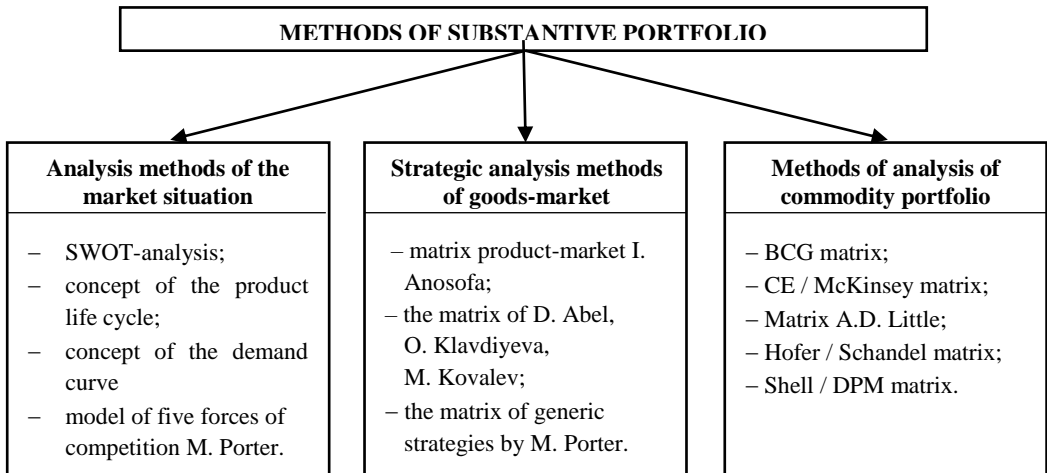 METHODS OF SUBSTANTIVE PORTFOLIO
Analysis methods of the
market situation
– SWOT-analysis;
– concept of the product
life cycle;
– concept of the demand
curve
– model of five forces of
competition M. Porter.
Strategic analysis methods
of goods-market
– matrix product-market I.
Anosofa;
– the matrix of D. Abel,
O. Klavdiyeva,
M. Kovalev;
– the matrix of generic
strategies by M. Porter.
Methods of analysis of
commodity portfolio
– BCG matrix;
– CE / McKinsey matrix;
– Matrix A.D. Little;
– Hofer / Schandel matrix;
– Shell / DPM matrix.